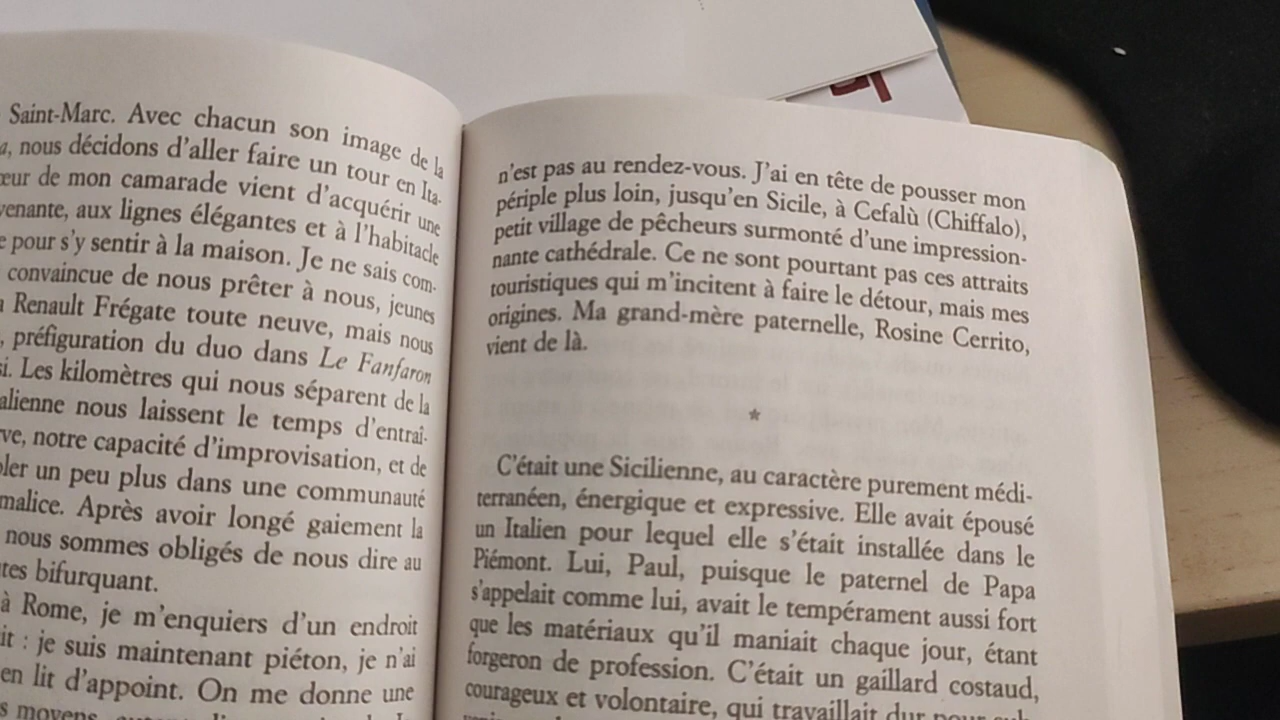 Saint-Marc. Avec chacun son image de la
nous décidons d'aller faire un tour en Ita-
de mon camarade vient d'acquérir une
aux lignes élégantes et à l'habitacle
pour s'y sentir à la maison. Je ne sais com-
convaincue de nous prêter à nous, jeunes
Renault Frégate toute neuve, mais nous
préfiguration du duo dans Le Fanfaron
Les kilomètres qui nous séparent de la
nous laissent le temps d'entraî-
notre capacité d'improvisation, et de
un peu plus dans une communauté
malice. Après avoir longé gaiement la
nous sommes obligés de nous dire au
bifurquant.
à Rome, je m'enquiers d'un endroit
: je suis maintenant piéton, je n'ai
en lit d'appoint. On me donne une
moyens,
n'est pas au rendez-vous. J'ai en tête de pousser mon
périple plus loin, jusqu'en Sicile, à Cefalù (Chiffalo),
petit village de pêcheurs surmonté d'une impression-
nante cathédrale. Ce ne sont pourtant pas ces attraits
touristiques qui m'incitent à faire le détour, mais mes
origines. Ma grand-mère paternelle, Rosine Cerrito,
vient de là.
*
C'était une Sicilienne, au caractère purement médi-
terranéen, énergique et expressive. Elle avait épousé
un Italien pour lequel elle s'était installée dans le
Piémont. Lui, Paul, puisque le paternel de Papa
s'appelait comme lui, avait le tempérament aussi fort
que les matériaux qu'il maniait chaque jour, étant
forgeron de profession. C'était un gaillard costaud,
courageux et volontaire, qui travaillait dur pour sub-